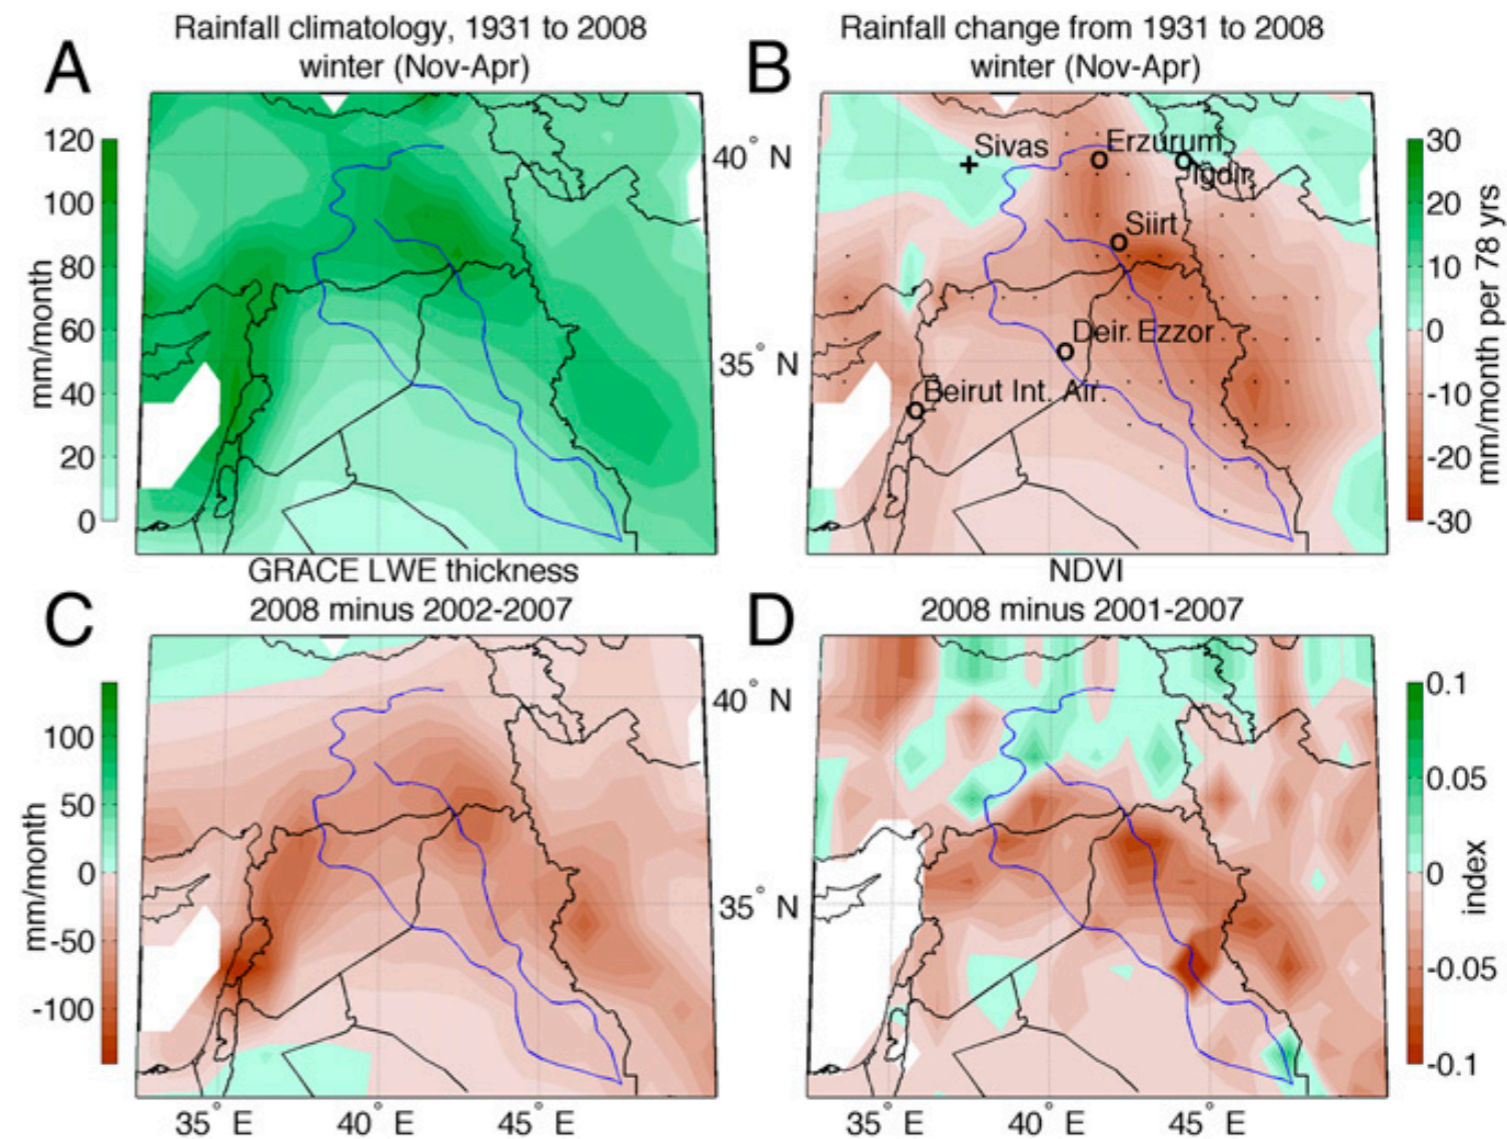 Rainfall climatology, 1931 to 2008
winter (Nov-Apr)
A
120
100
80
60
40
20
0
mm/month
Rainfall change from 1931 to 2008
winter (Nov-Apr)
B
40° N
35° N
Sivas
Erzurum
Igdir
Siirt
Deir Ezzor
Beirut Int. Air.
30
20
10
0
-10
-20
-30
mm/month per 78 yrs
GRACE LWE thickness
2008 minus 2002-2007
C
100
50
0
-50
-100
mm/month
35° E
40° E
45° E
NDVI
2008 minus 2001-2007
D
40° N
35° N
0.1
0.05
0
-0.05
-0.1
index
35° E
40° E
45° E